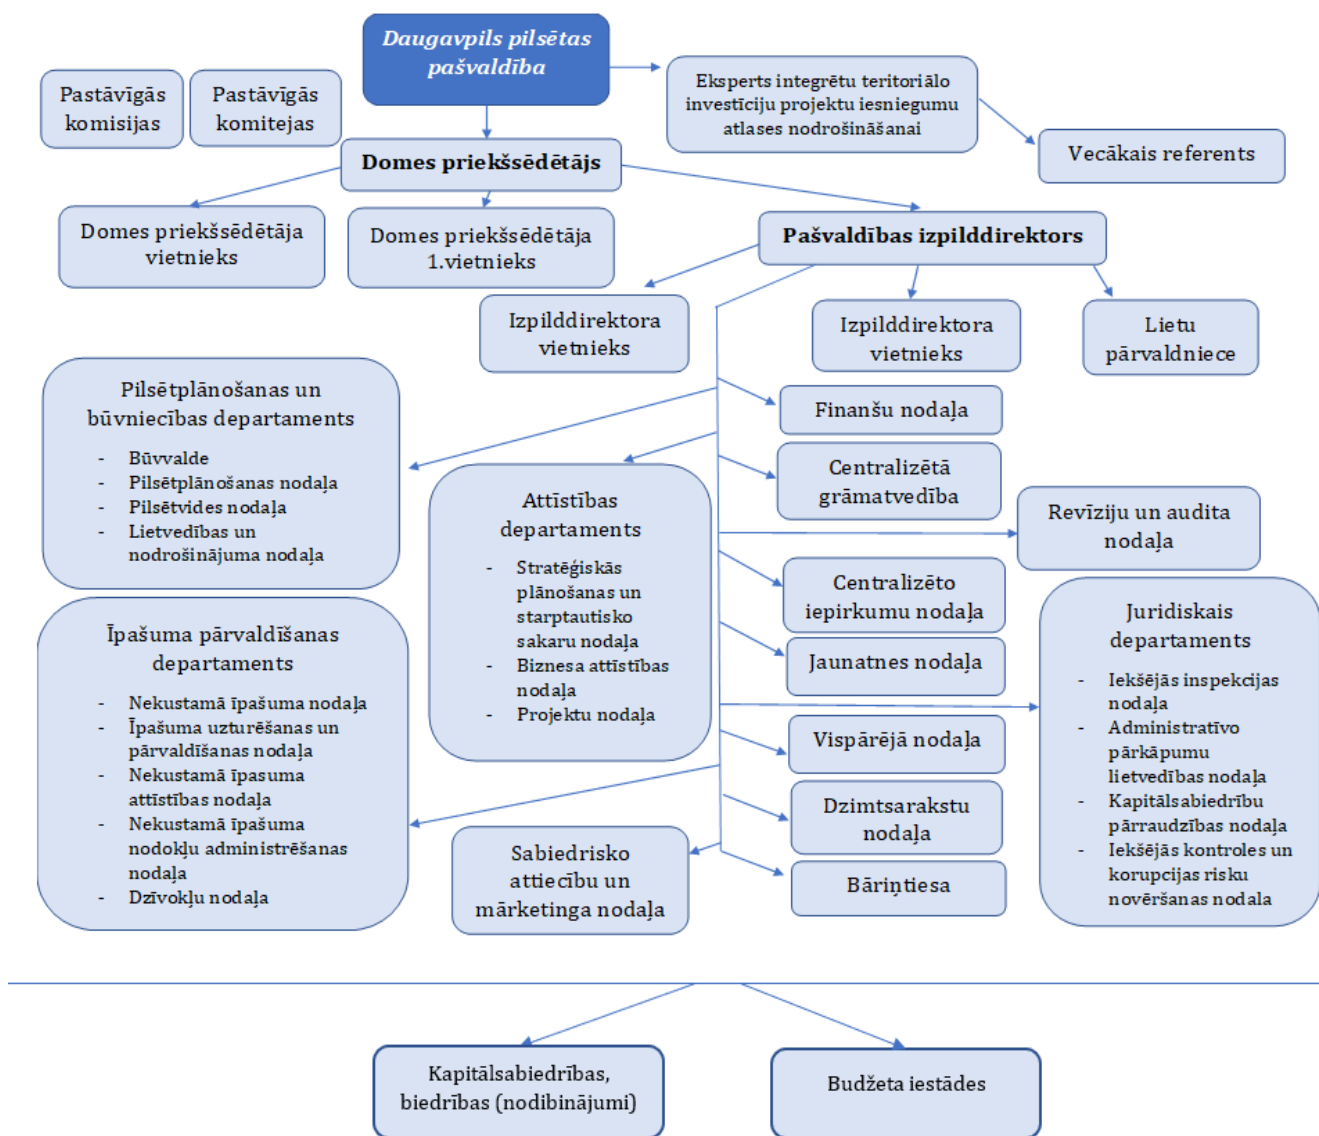 Daugavpils pilsētas
pašvaldība
Pastāvīgās
komisijas
Pastāvīgās
komitejas
Eksperts integrētu teritoriālo
investīciju projektu iesniegumu
atlases nodrošināšanai
Vecākais referents
Domes priekšsēdētājs
Domes priekšsēdētāja
vietnieks
Domes priekšsēdētāja
1.vietnieks
Pašvaldības izpilddirektors
Izpilddirektora
vietnieks
Izpilddirektora
vietnieks
Lietu
pārvaldniece
Pilsētplānošanas un
būvniecības departaments
- Būvvalde
- Pilsētplānošanas nodaļa
- Pilsētvides nodaļa
- Lietvedības un
nodrošinājuma nodaļa
Finanšu nodaļa
Centralizētā
grāmatvedība
Attīstības
departaments
- Stratēģiskās
plānošanas un
starptautisko
sakaru nodaļa
- Biznesa attīstības
nodaļa
- Projektu nodaļa
Revīziju un audita
nodaļa
Centralizēto
iepirkumu nodaļa
Jaunatnes nodaļa
Īpašuma pārvaldīšanas
departaments
- Nekustamā īpašuma nodaļa
- Īpašuma uzturēšanas un
pārvaldīšanas nodaļa
- Nekustamā īpasuma
attīstības nodaļa
- Nekustamā īpašuma
nodokļu administrēšanas
nodaļa
- Dzīvokļu nodaļa
Juridiskais
departaments
- Iekšējās inspekcijas
nodaļa
- Administratīvo
pārkāpumu
lietvedības nodaļa
- Kapitālsabiedrību
pārraudzības nodaļa
- Iekšējās kontroles un
korupcijas risku
novēršanas nodala
Vispārējā nodaļa
Dzimtsarakstu
nodaļa
Sabiedrisko
attiecību un
mārketinga nodaļa
Bāriņtiesa
Kapitālsabiedrības,
biedrības (nodibinājumi)
Budžeta iestādes